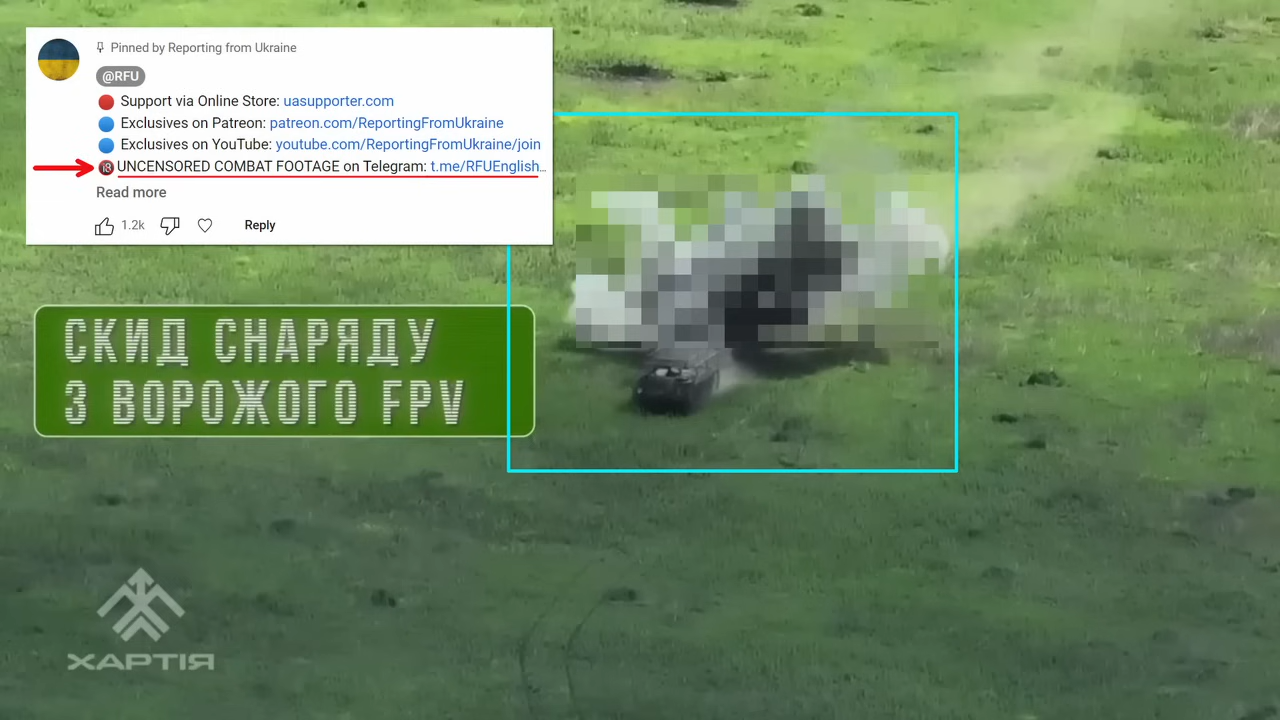 Pinned by Reporting from Ukraine
@RFU
Support via Online Store: uasupporter.com
Exclusives on Patreon: patreon.com/ReportingFromUkraine
Exclusives on YouTube: youtube.com/ReportingFromUkraine/join
🔞 UNCENSORED COMBAT FOOTAGE on Telegram: t.me/RFUEnglish...
Read more
1.2k
Reply
СКИД СНАРЯДУ
З ВОРОЖОГО FPV
ХАРТІЯ